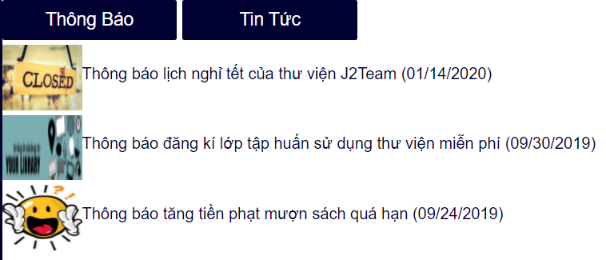 Thông Báo
Tin Tức
CLOSED
Thông báo lịch nghỉ tết của thư viện J2Team (01/14/2020)
YOUR LIBRARY
Thông báo đăng kí lớp tập huấn sử dụng thư viện miễn phí (09/30/2019)
Thông báo tăng tiền phạt mượn sách quá hạn (09/24/2019)